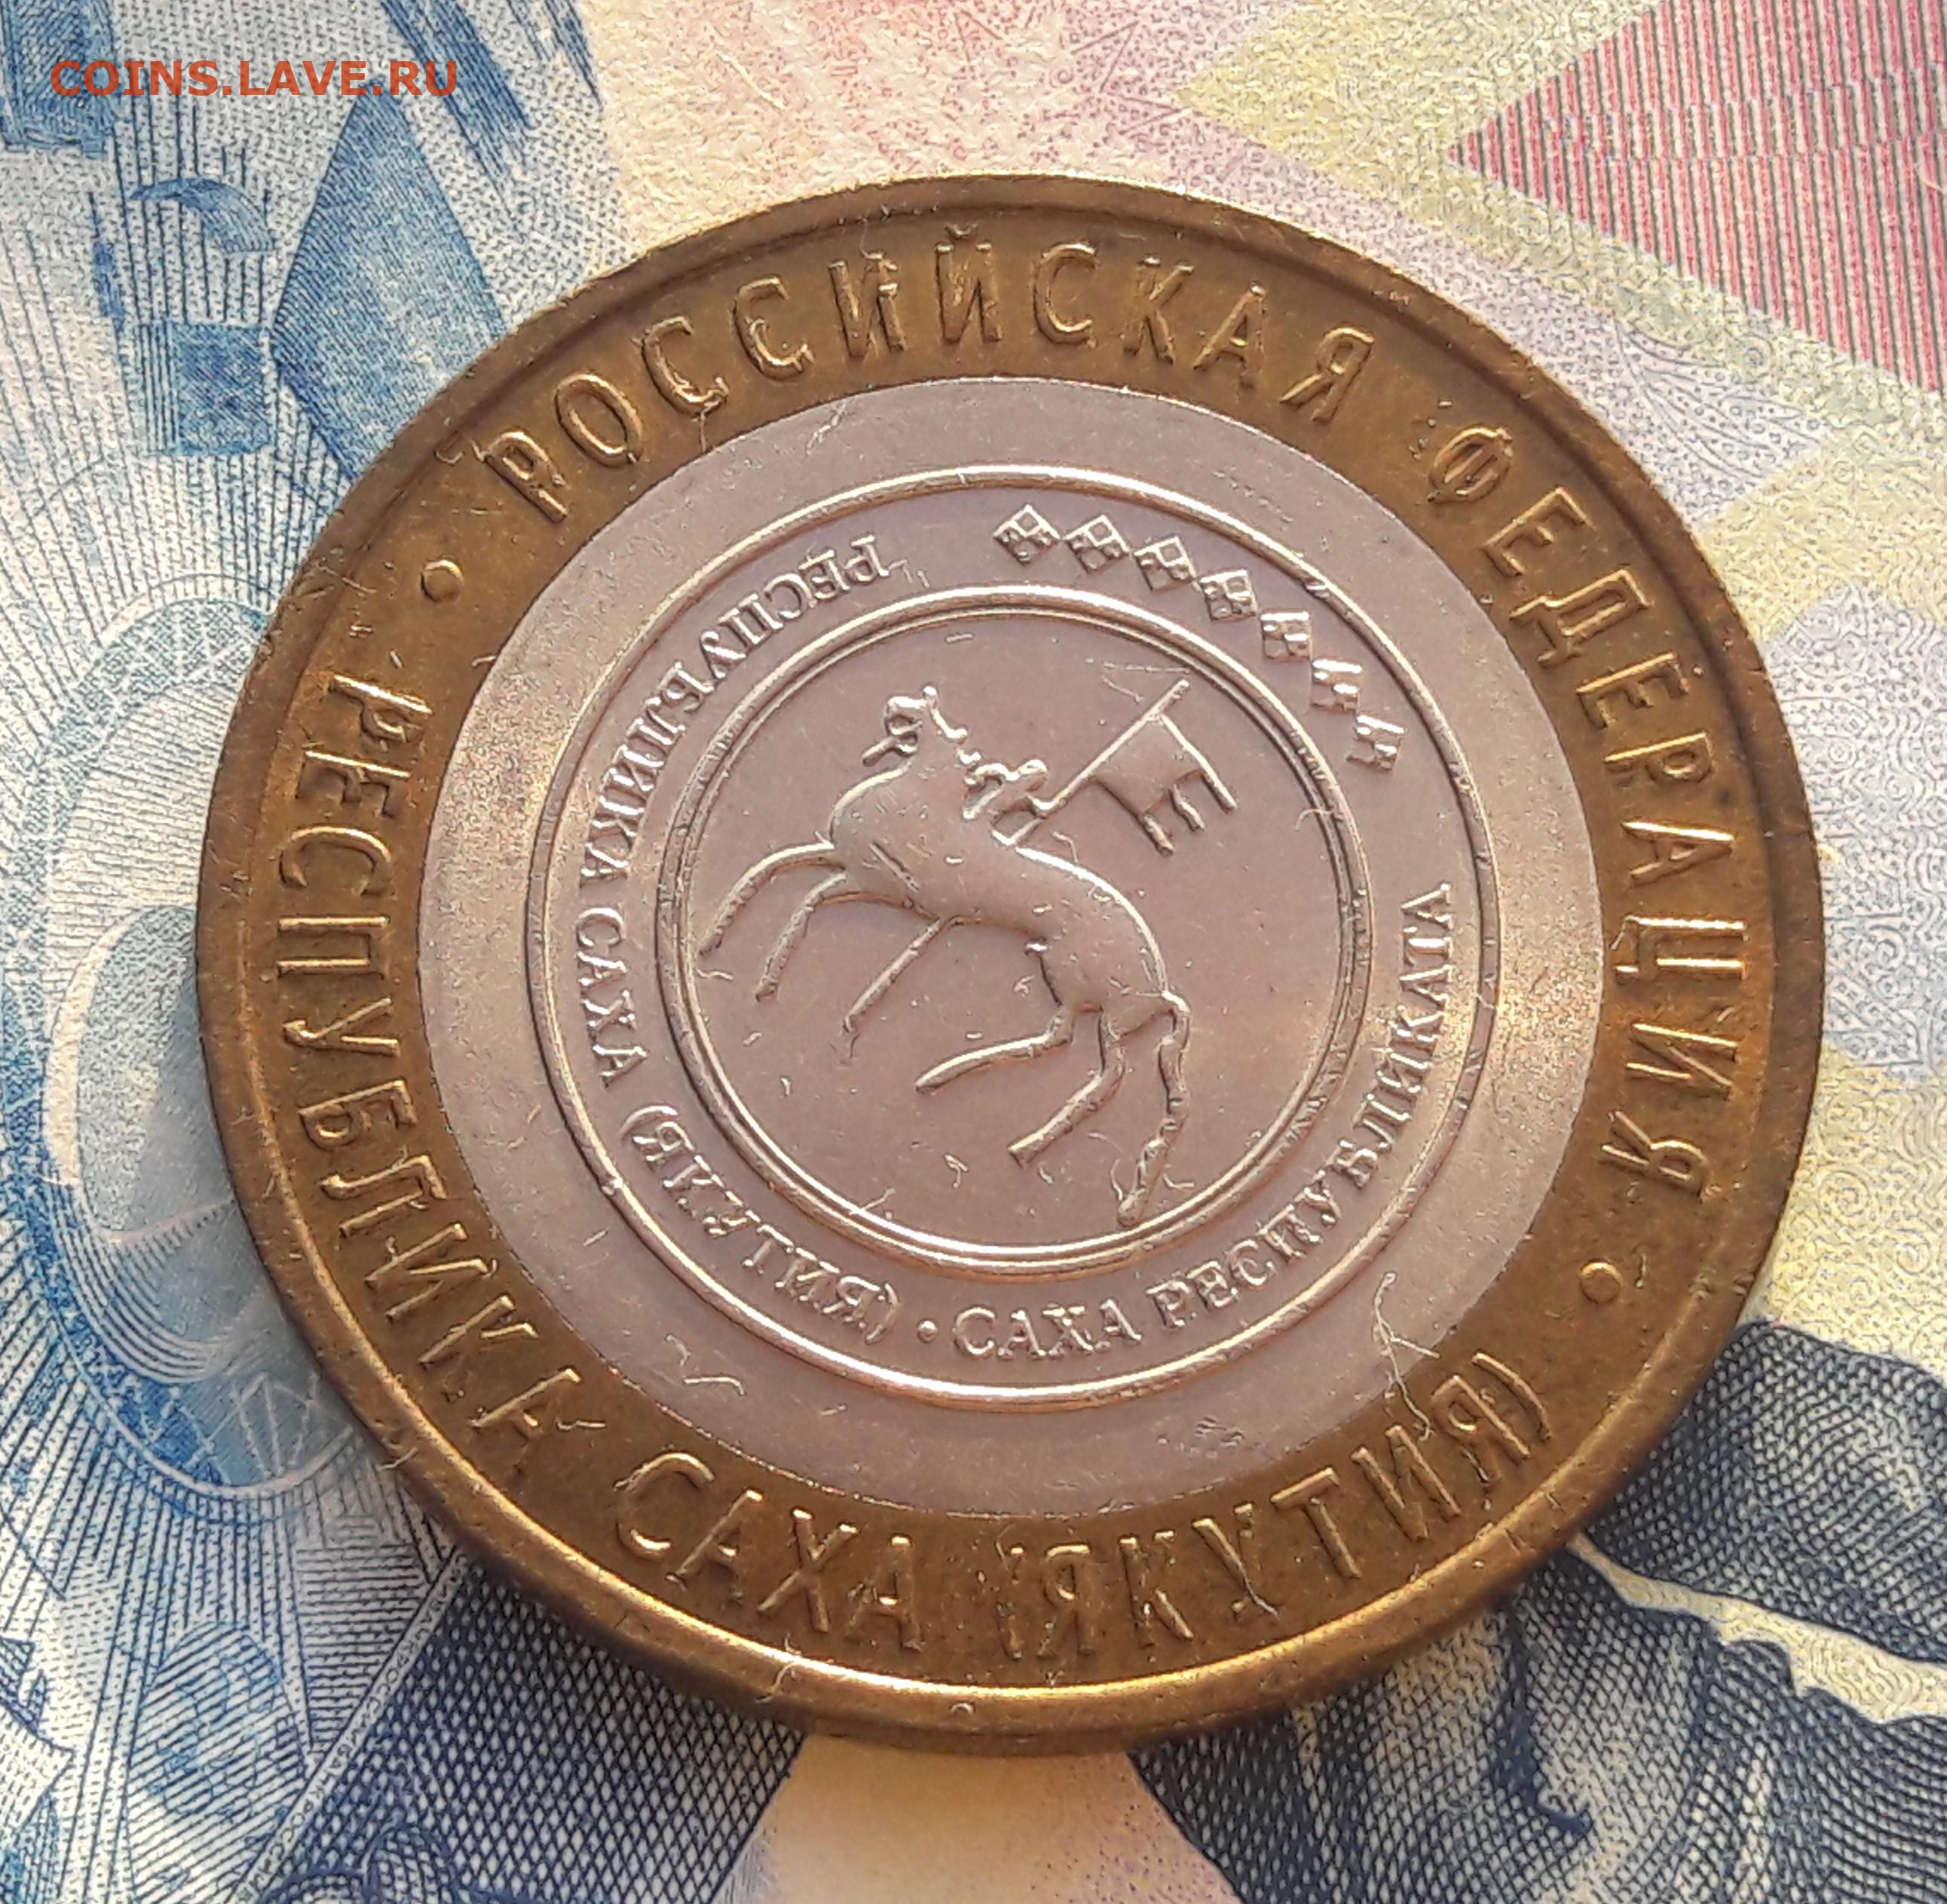 COINS.LAVE.RU
РОССИЙСКАЯ ФЕДЕРАЦИЯ
РЕСПУБЛИКА САХА (ЯКУТИЯ)
РЕСПУБЛИКА САХА (ЯКУТИЯ) • САХА РЕСПУБЛИКАТА